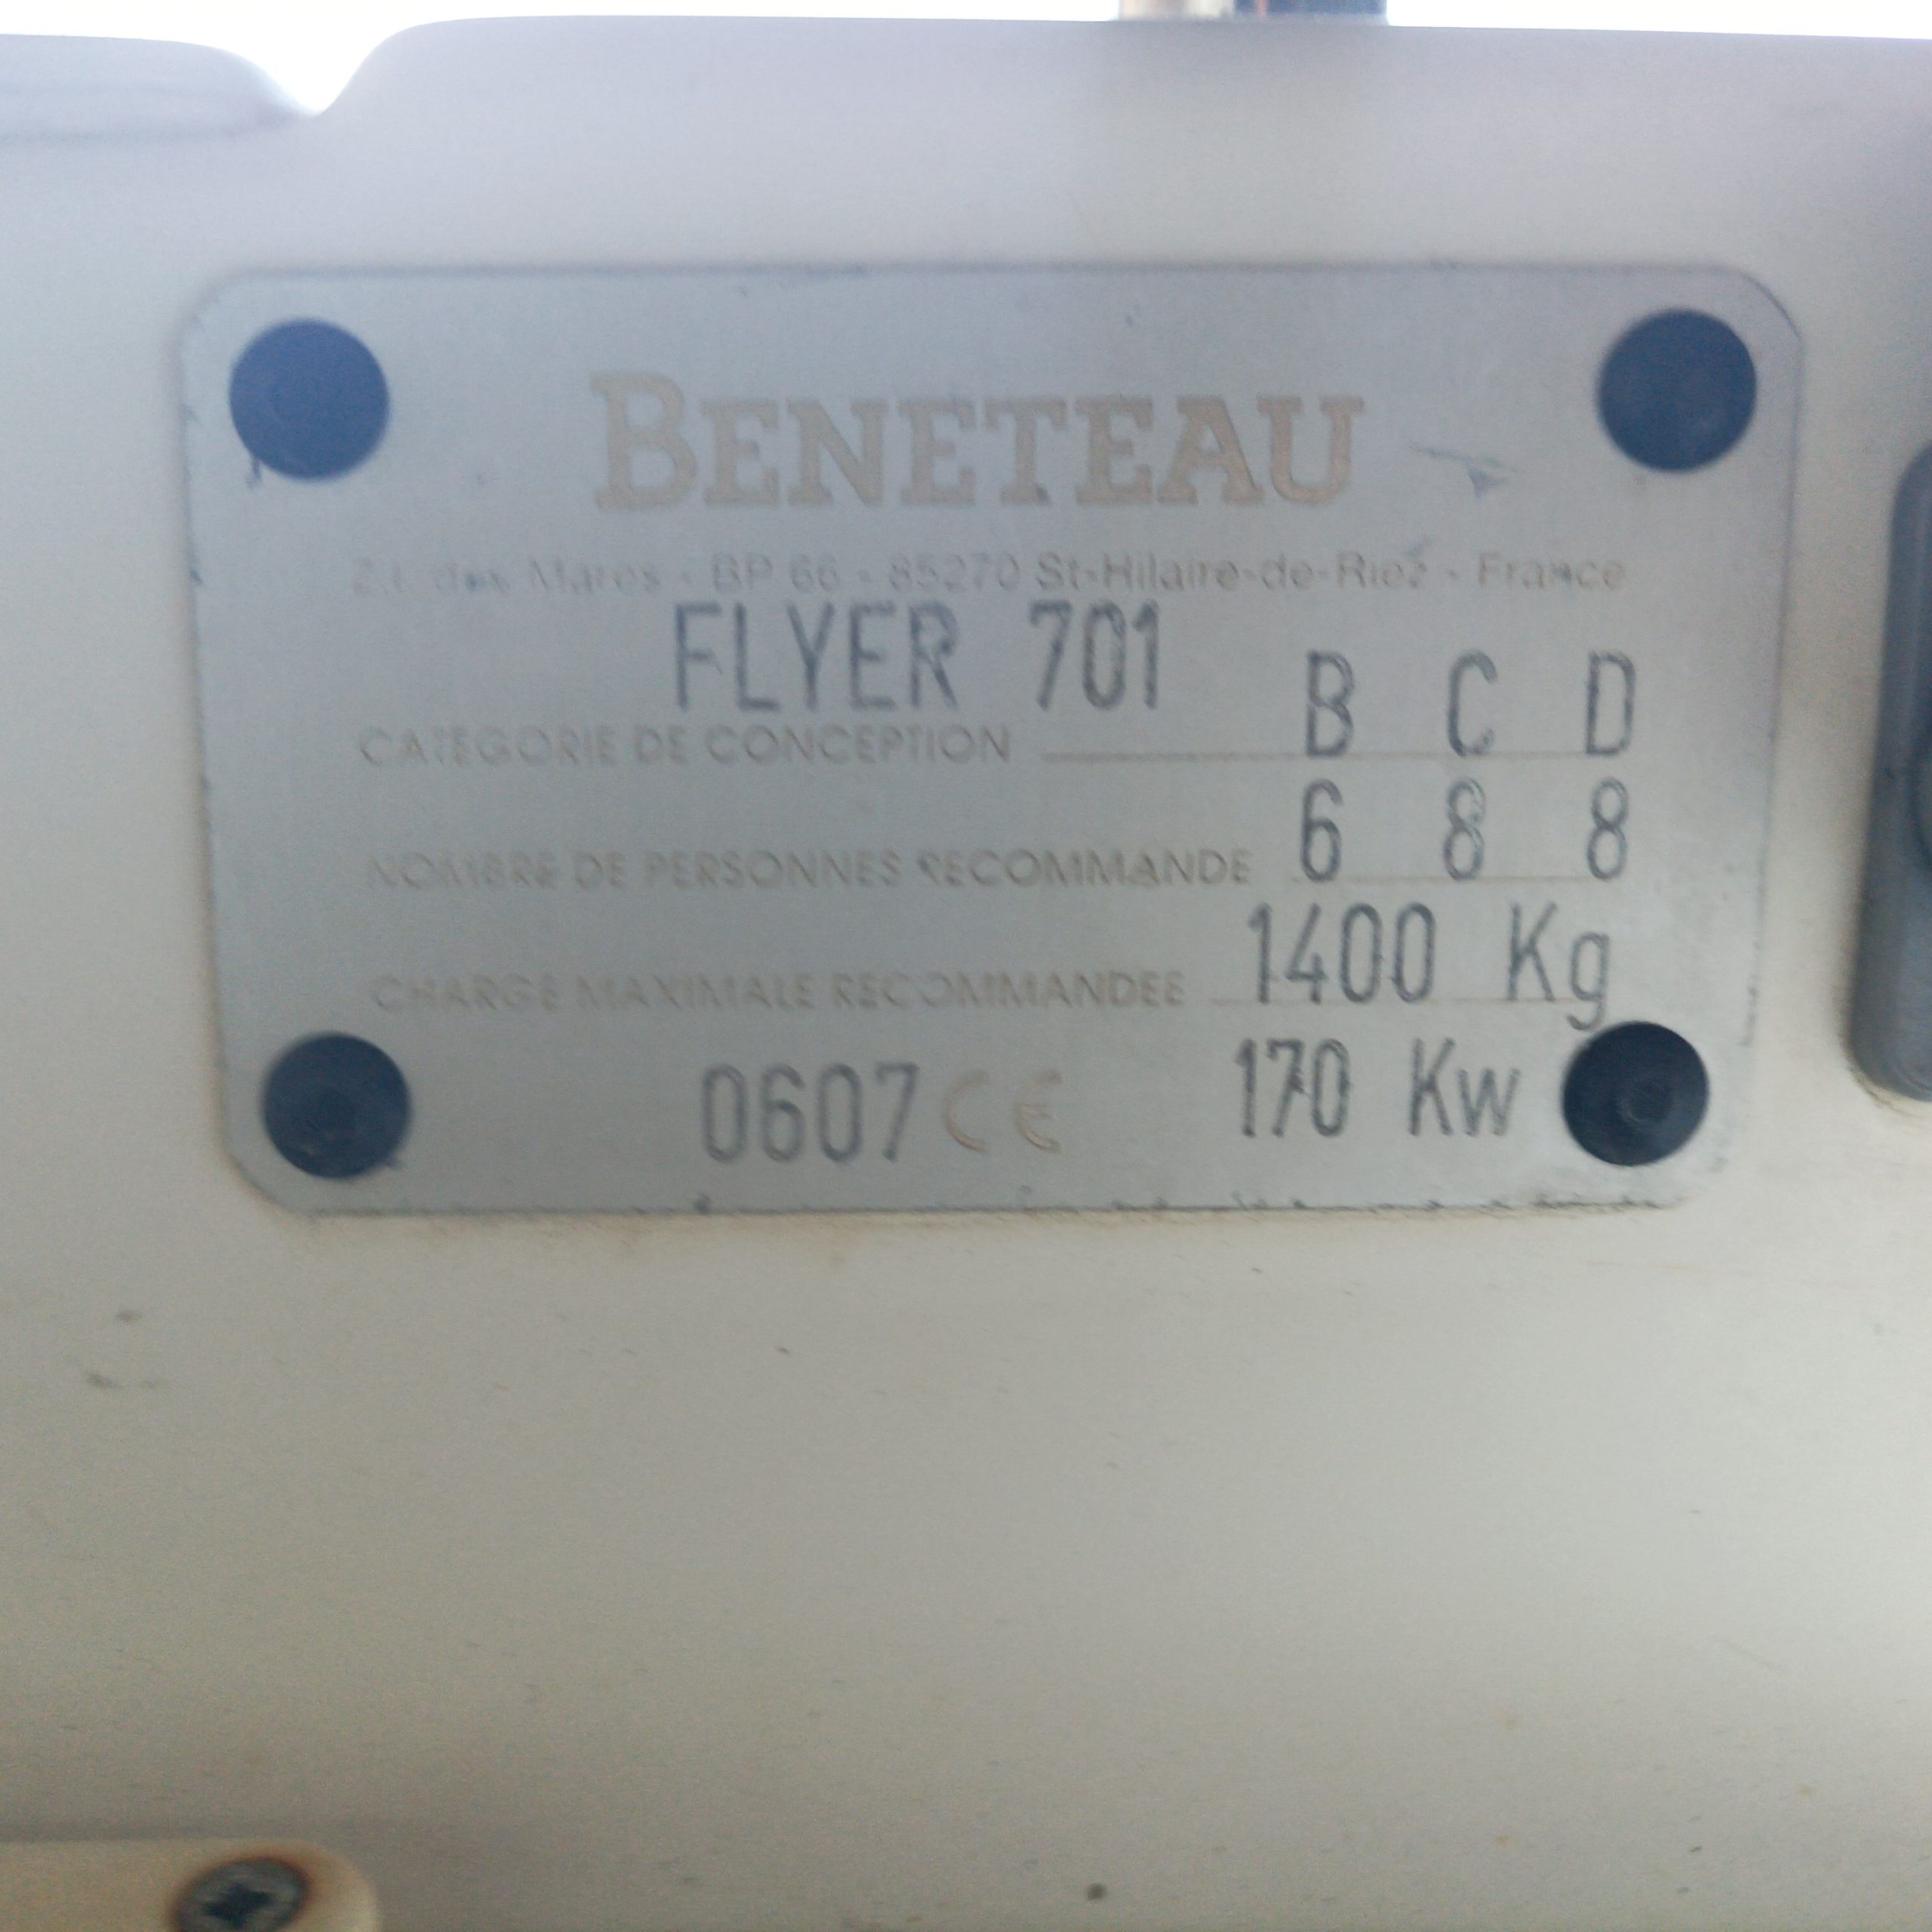 BENETEAU
Z.I. des Mares - BP 66 - 85270 St-Hilaire-de-Riez - France
FLYER 701
CATEGORIE DE CONCEPTION B C D
NOMBRE DE PERSONNES RECOMMANDE 6 8 8
CHARGE MAXIMALE RECOMMANDEE 1400 Kg
0607 CE 170 Kw